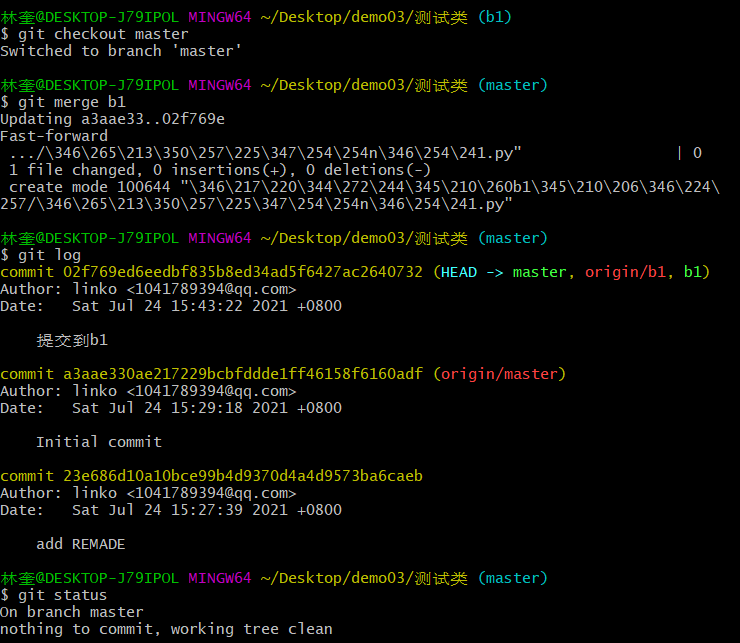 林奎@DESKTOP-J79IPOL MINGW64 ~/Desktop/demo03/测试类 (b1)
$ git checkout master
Switched to branch 'master'
林奎@DESKTOP-J79IPOL MINGW64 ~/Desktop/demo03/测试类 (master)
$ git merge b1
Updating a3aae33..02f769e
Fast-forward
 .../\346\265\213\350\257\225\347\254\254n\346\254\241.py"                 | 0
 1 file changed, 0 insertions(+), 0 deletions(-)
 create mode 100644 "\346\217\220\344\272\244\345\210\260b1\345\210\206\346\224\
257/\346\265\213\350\257\225\347\254\254n\346\254\241.py"
林奎@DESKTOP-J79IPOL MINGW64 ~/Desktop/demo03/测试类 (master)
$ git log
commit 02f769ed6eedbf835b8ed34ad5f6427ac2640732 (HEAD -> master, origin/b1, b1)
Author: linko <1041789394@qq.com>
Date:   Sat Jul 24 15:43:22 2021 +0800
    提交到b1
commit a3aae330ae217229bcbfddde1ff46158f6160adf (origin/master)
Author: linko <1041789394@qq.com>
Date:   Sat Jul 24 15:29:18 2021 +0800
    Initial commit
commit 23e686d10a10bce99b4d9370d4a4d9573ba6caeb
Author: linko <1041789394@qq.com>
Date:   Sat Jul 24 15:27:39 2021 +0800
    add REMADE
林奎@DESKTOP-J79IPOL MINGW64 ~/Desktop/demo03/测试类 (master)
$ git status
On branch master
nothing to commit, working tree clean